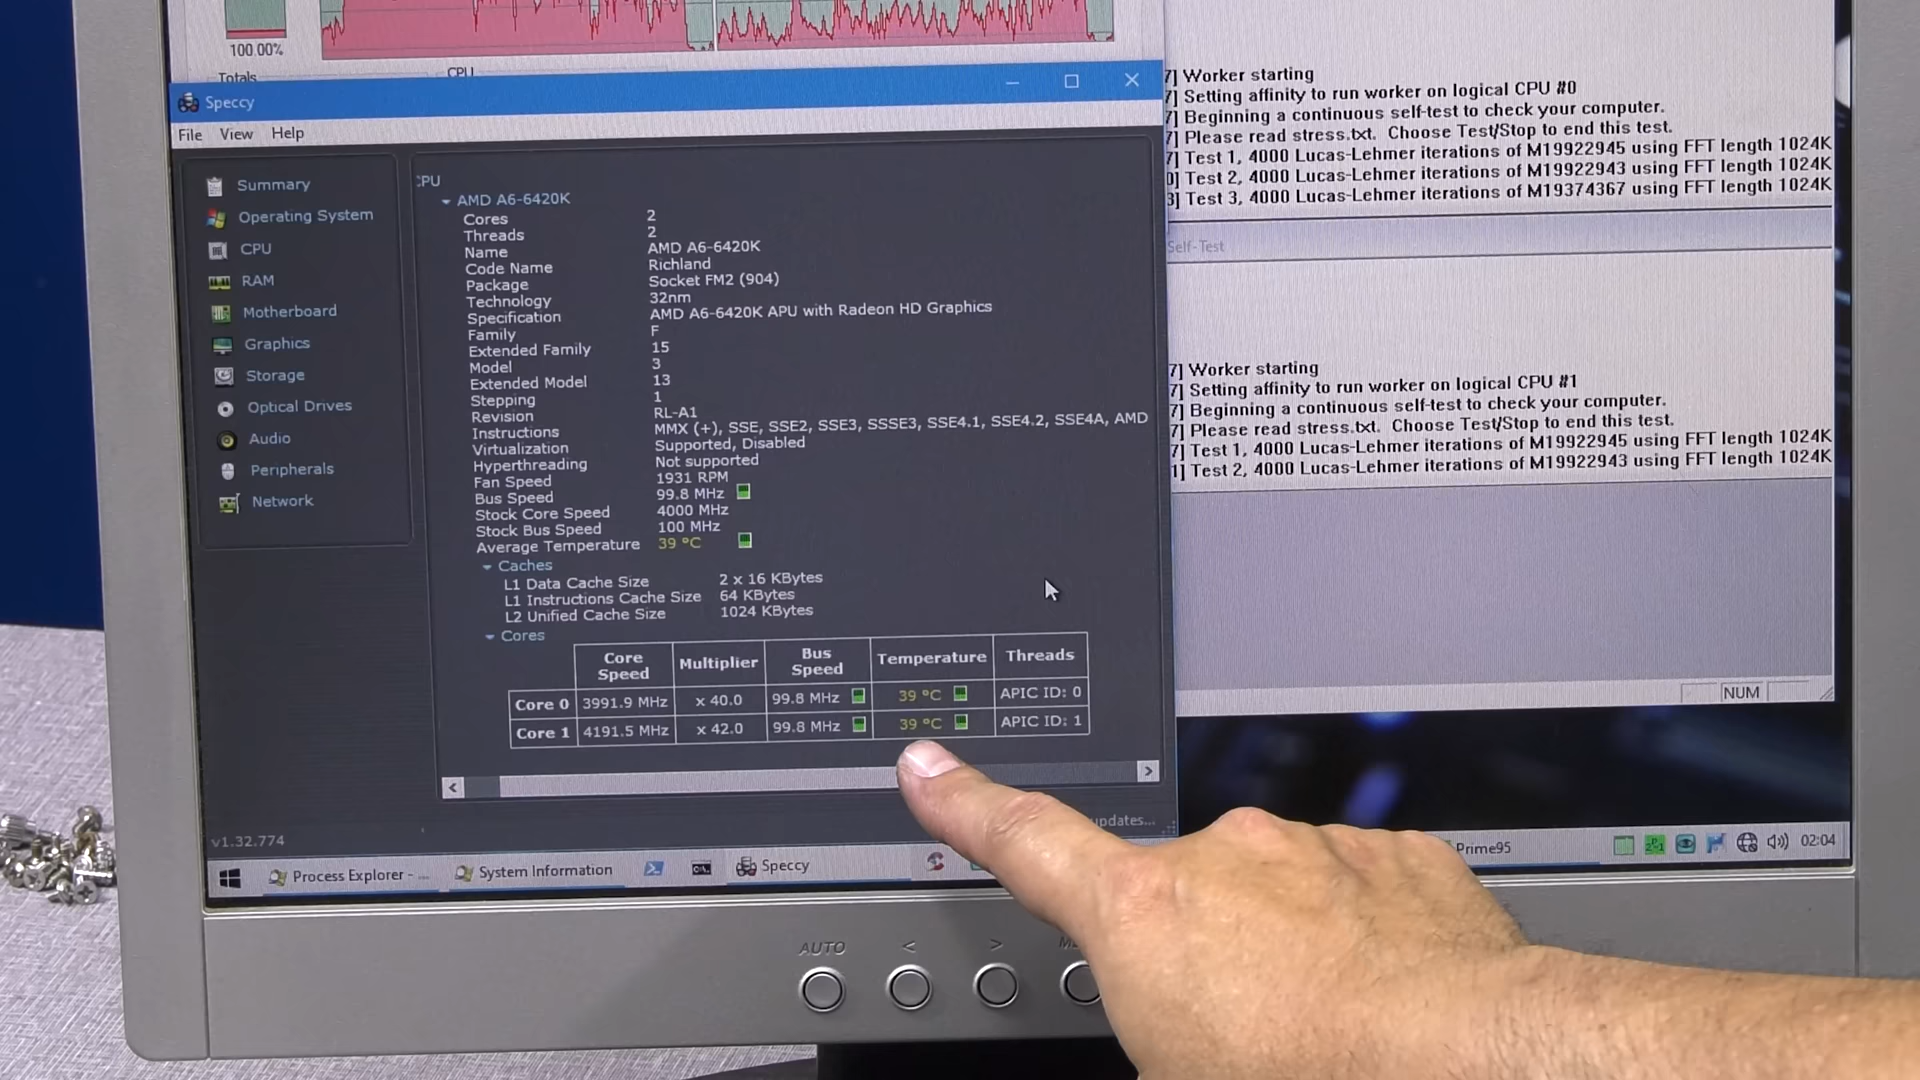 100.00%
Totals
CPU
Speccy
File View Help
Summary
Operating System
CPU
RAM
Motherboard
Graphics
Storage
Optical Drives
Audio
Peripherals
Network
v1.32.774
CPU
AMD A6-6420K
Cores 2
Threads 2
Name AMD A6-6420K
Code Name Richland
Package Socket FM2 (904)
Technology 32nm
Specification AMD A6-6420K APU with Radeon HD Graphics
Family F
Extended Family 15
Model 3
Extended Model 13
Stepping 1
Revision RL-A1
Instructions MMX (+), SSE, SSE2, SSE3, SSSE3, SSE4.1, SSE4.2, SSE4A, AMD
Virtualization Supported, Disabled
Hyperthreading Not supported
Fan Speed 1931 RPM
Bus Speed 99.8 MHz
Stock Core Speed 4000 MHz
Stock Bus Speed 100 MHz
Average Temperature 39 °C
Caches
L1 Data Cache Size 2 x 16 KBytes
L1 Instructions Cache Size 64 KBytes
L2 Unified Cache Size 1024 KBytes
Cores
Core Speed Multiplier Bus Speed Temperature Threads
Core 0 3991.9 MHz x 40.0 99.8 MHz 39 °C APIC ID: 0
Core 1 4191.5 MHz x 42.0 99.8 MHz 39 °C APIC ID: 1
updates...
7] Worker starting
7] Setting affinity to run worker on logical CPU #0
7] Beginning a continuous self-test to check your computer.
7] Please read stress.txt. Choose Test/Stop to end this test.
7] Test 1, 4000 Lucas-Lehmer iterations of M19922945 using FFT length 1024K
0] Test 2, 4000 Lucas-Lehmer iterations of M19922943 using FFT length 1024K
3] Test 3, 4000 Lucas-Lehmer iterations of M19374367 using FFT length 1024K
Self-Test
7] Worker starting
7] Setting affinity to run worker on logical CPU #1
7] Beginning a continuous self-test to check your computer.
7] Please read stress.txt. Choose Test/Stop to end this test.
7] Test 1, 4000 Lucas-Lehmer iterations of M19922945 using FFT length 1024K
1] Test 2, 4000 Lucas-Lehmer iterations of M19922943 using FFT length 1024K
NUM
Process Explorer - ... System Information Speccy Prime95 02:04
AUTO < >